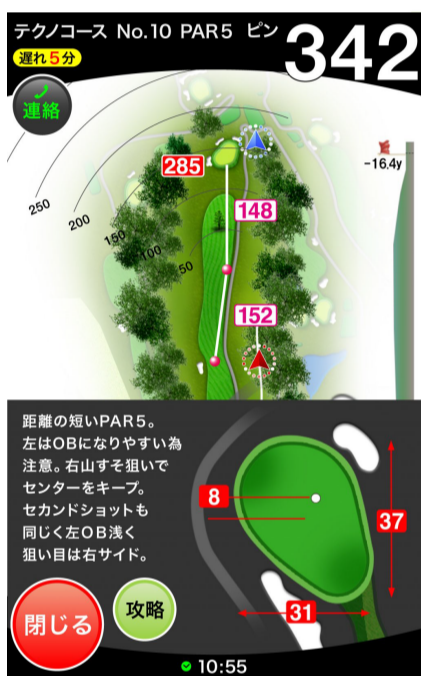 テクノコース No.10 PAR5 ピン 342
遅れ5分
連絡
285
-16.4y
250
200
150
100
50
148
152
距離の短いPAR5。
左はOBになりやすい為
注意。右山すそ狙いで
センターをキープ。
セカンドショットも
同じく左OB浅く
狙い目は右サイド。
8
37
31
閉じる
攻略
10:55